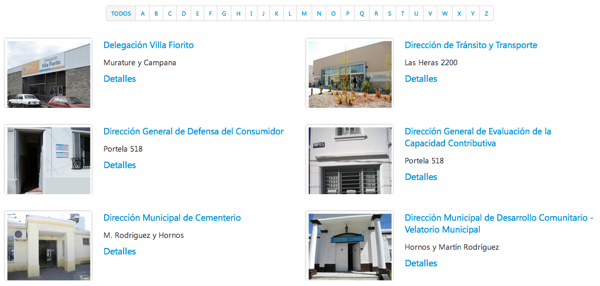 TODOS A B C D E F G H I J K L M N O P Q R S T U V W X Y Z
Delegación Villa Fiorito
Murature y Campana
Detalles
Dirección de Tránsito y Transporte
Las Heras 2200
Detalles
Dirección General de Defensa del Consumidor
Portela 518
Detalles
Dirección General de Evaluación de la
Capacidad Contributiva
Portela 518
Detalles
Dirección Municipal de Cementerio
M. Rodriguez y Hornos
Detalles
Dirección Municipal de Desarrollo Comunitario -
Velatorio Municipal
Hornos y Martín Rodríguez
Detalles